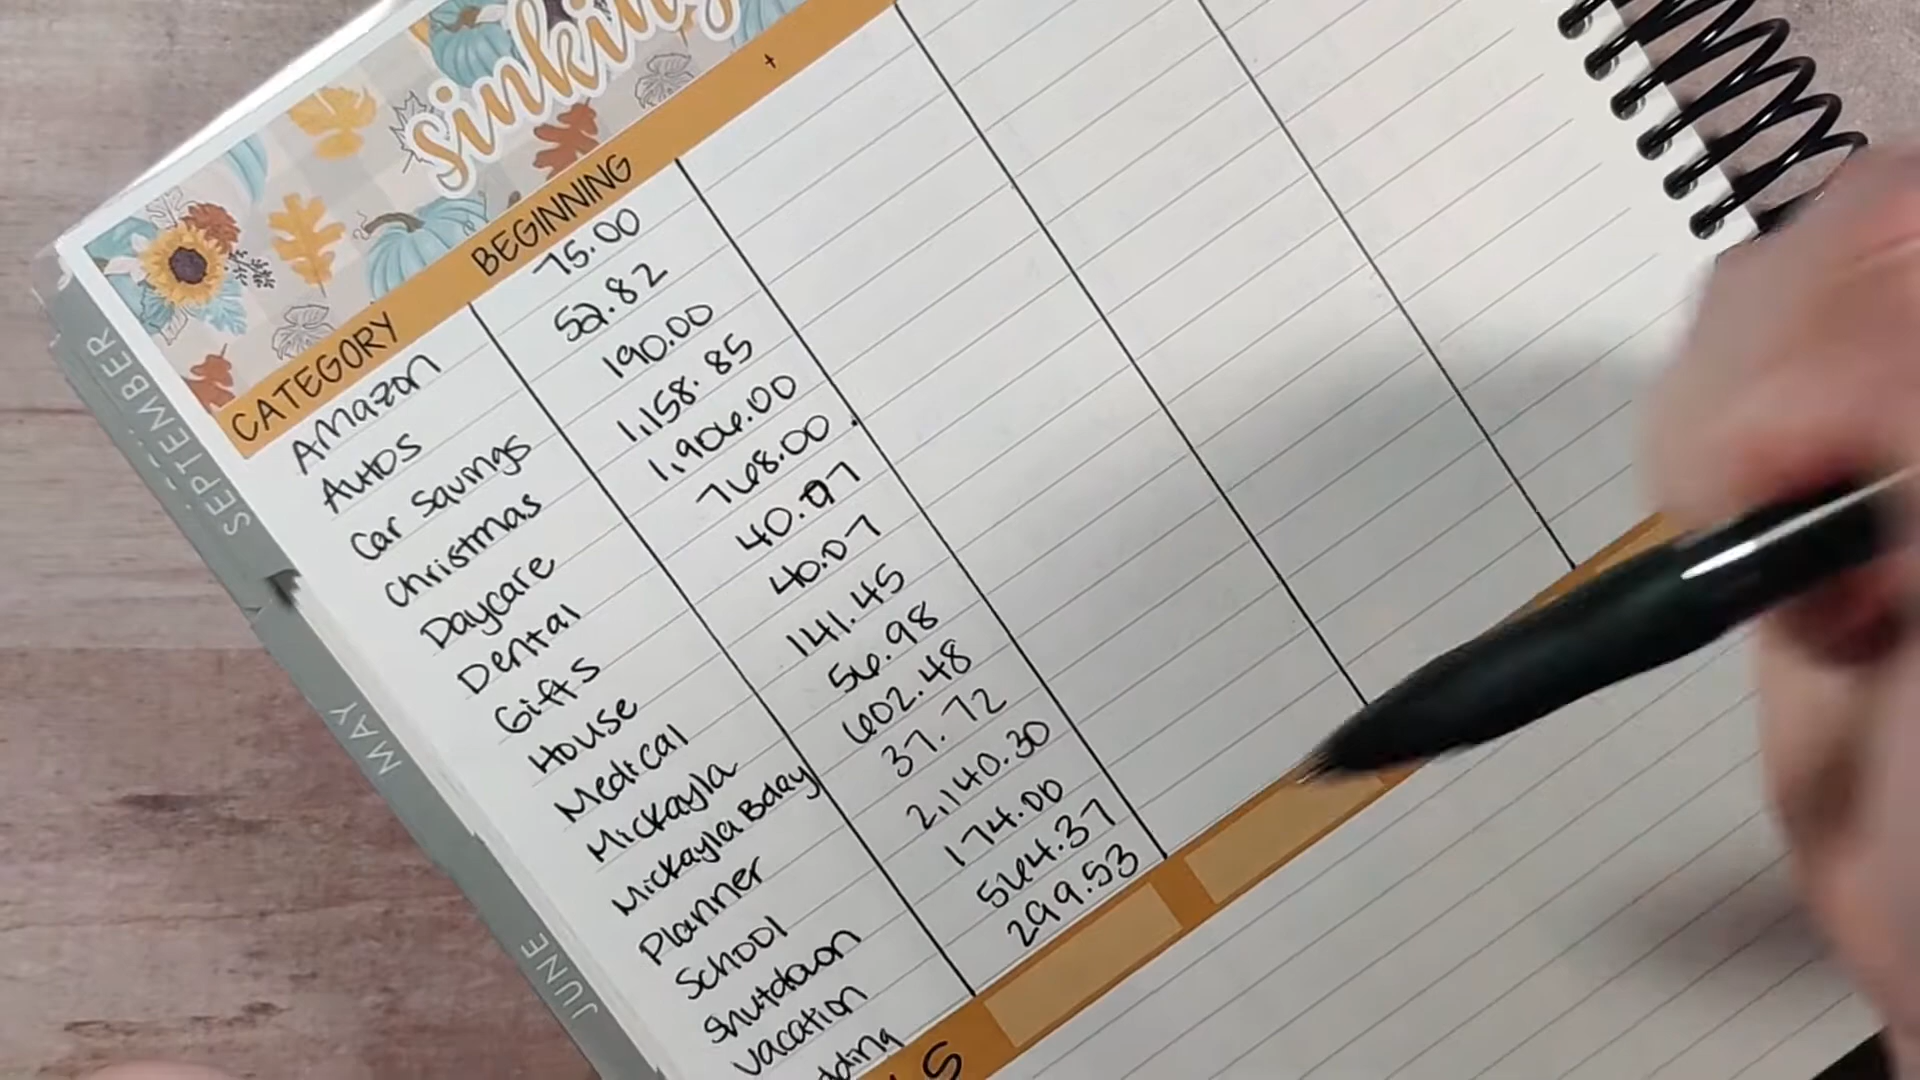 sinking
CATEGORY BEGINNING +
Amazon 75.00
Autos 52.82
Car Savings 190.00
Christmas 1,158.85
Daycare 1,906.00
Dental 768.00
Gifts 40.07
House 40.07
Medical 141.45
Mickayla 56.98
Mickayla Bday 602.48
Planner 37.72
School 2,140.30
Shutdown 174.00
Vacation 564.37
dding 299.53
LS
SEPTEMBER
MAY
JUNE